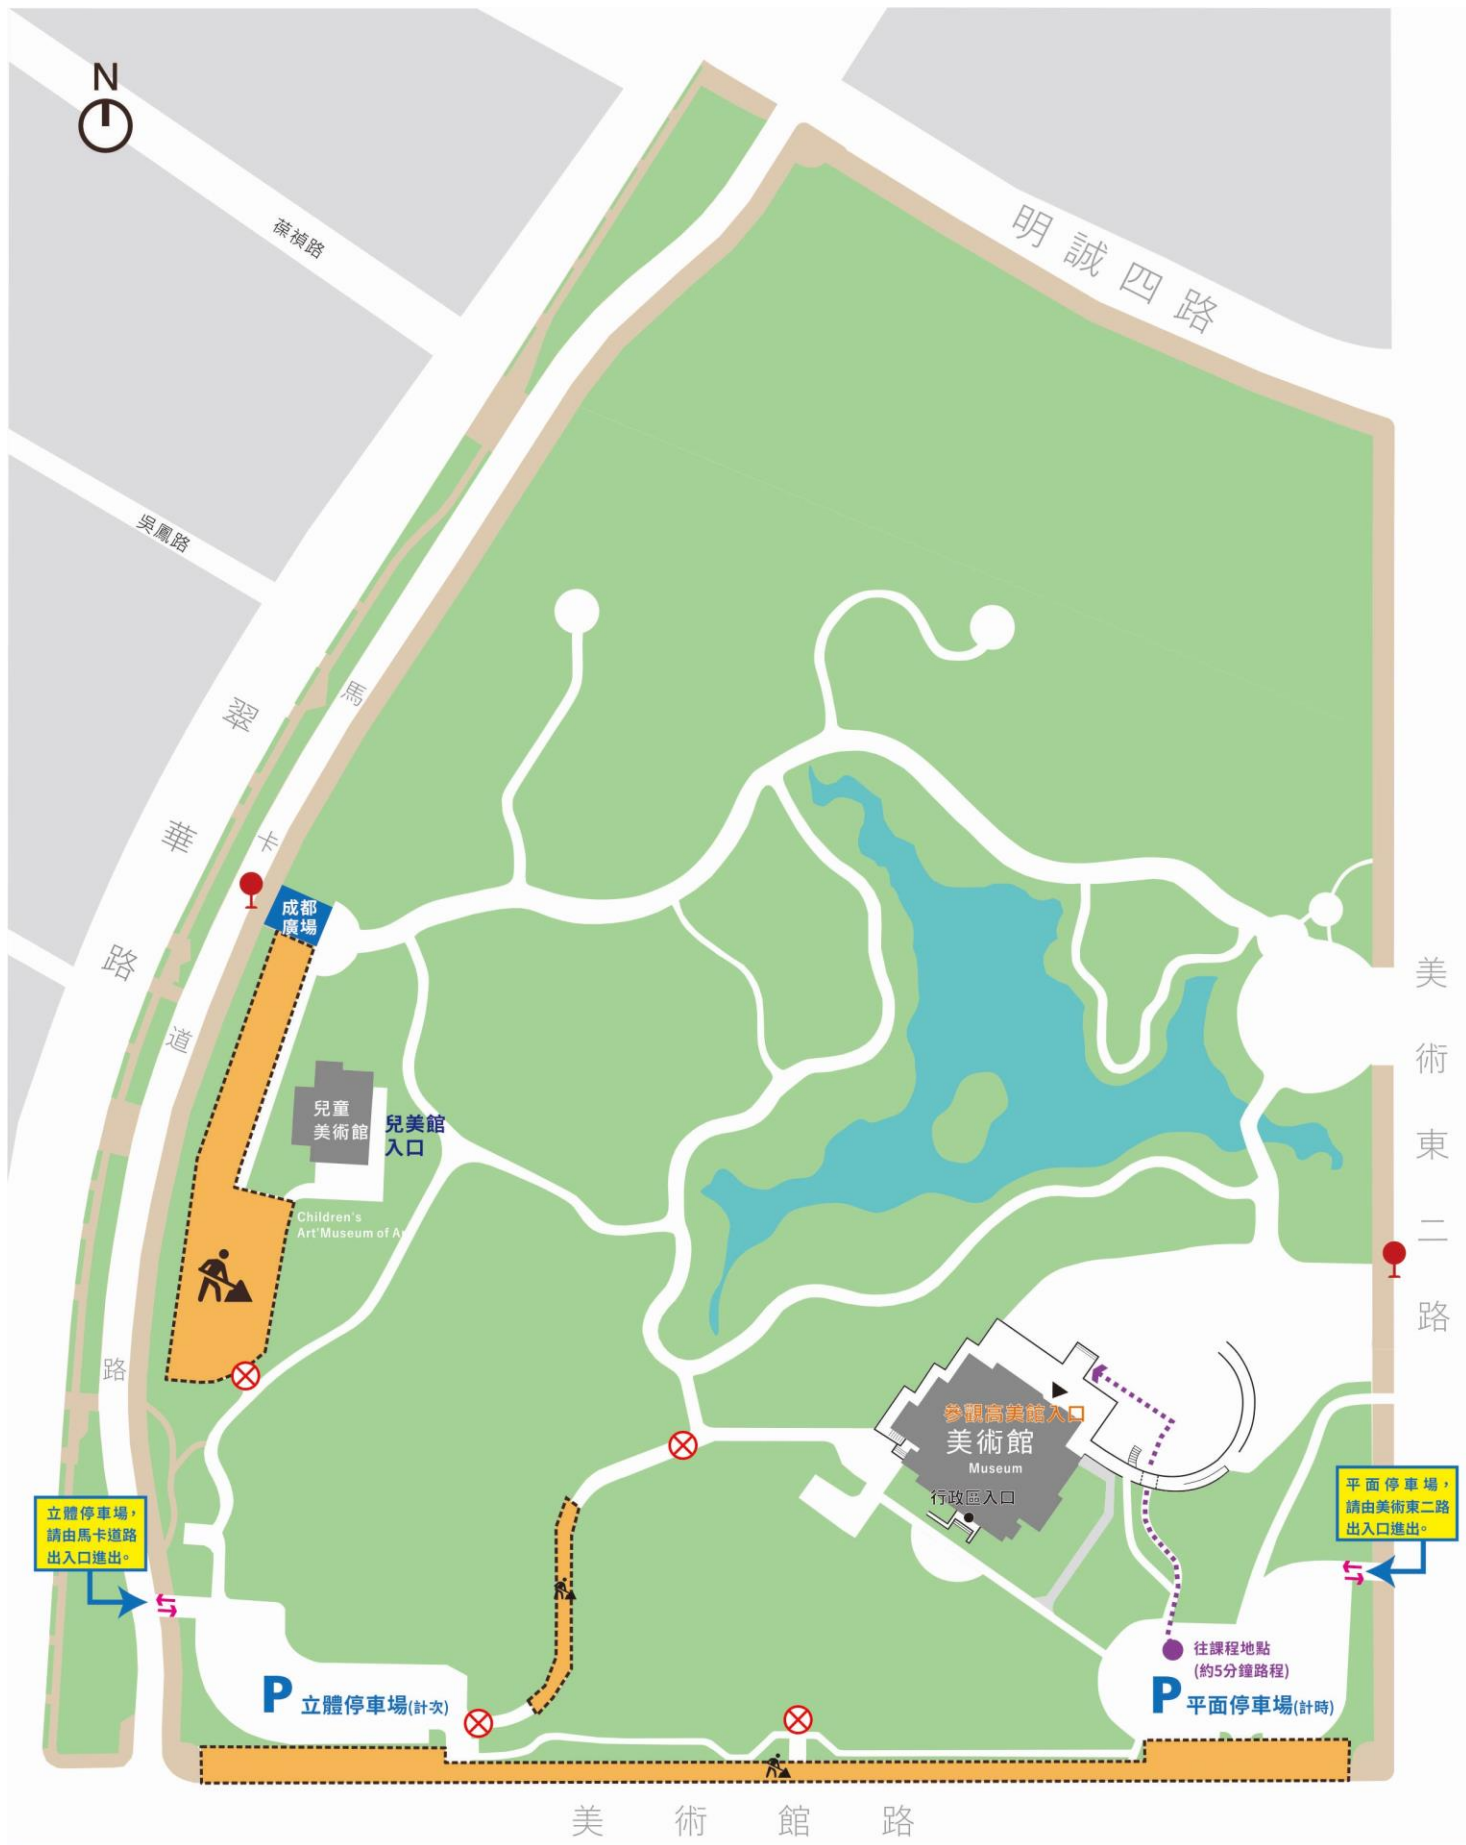 N
葆禎路
明誠四路
吳鳳路
翠華路
馬卡道路
成都
廣場
兒童
美術館
兒美館
入口
Children's
Art'Museum of Ar
美術東二路
參觀高美館入口
美術館
Museum
行政區入口
立體停車場，
請由馬卡道路
出入口進出。
平面停車場，
請由美術東二路
出入口進出。
往課程地點
(約5分鐘路程)
P 立體停車場(計次)
P 平面停車場(計時)
美術館路